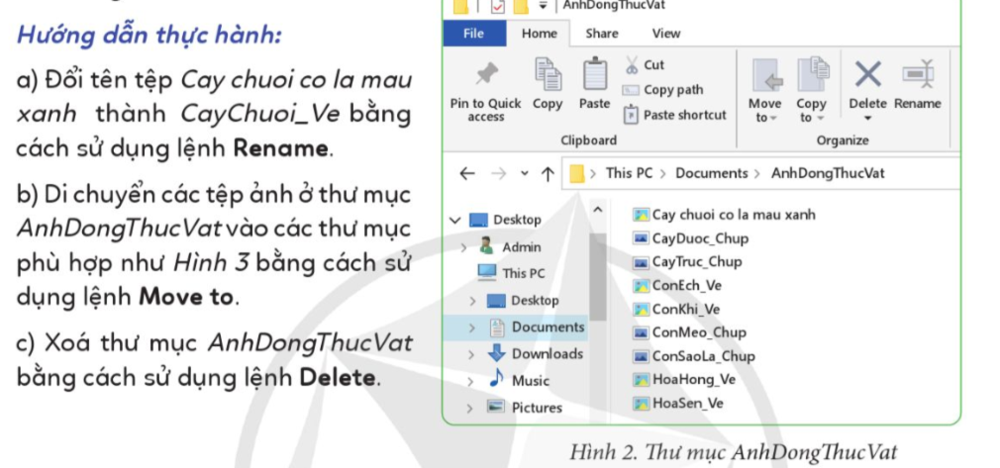 Hướng dẫn thực hành:
a) Đổi tên tệp Cay chuoi co la mau
xanh thành CayChuoi_Ve bằng
cách sử dụng lệnh Rename.
b) Di chuyển các tệp ảnh ở thư mục
AnhDongThucVat vào các thư mục
phù hợp như Hình 3 bằng cách sử
dụng lệnh Move to.
c) Xoá thư mục AnhDongThucVat
bằng cách sử dụng lệnh Delete.
AnhDongThucVat
File Home Share View
Pin to Quick access
Copy
Paste
Cut
Copy path
Paste shortcut
Clipboard
Move to
Copy to
Delete
Rename
Organize
This PC > Documents > AnhDongThucVat
Desktop
Admin
This PC
Desktop
Documents
Downloads
Music
Pictures
Cay chuoi co la mau xanh
CayDuoc_Chup
CayTruc_Chup
ConEch_Ve
ConKhi_Ve
ConMeo_Chup
ConSaoLa_Chup
HoaHong_Ve
HoaSen_Ve
Hình 2. Thư mục AnhDongThucVat